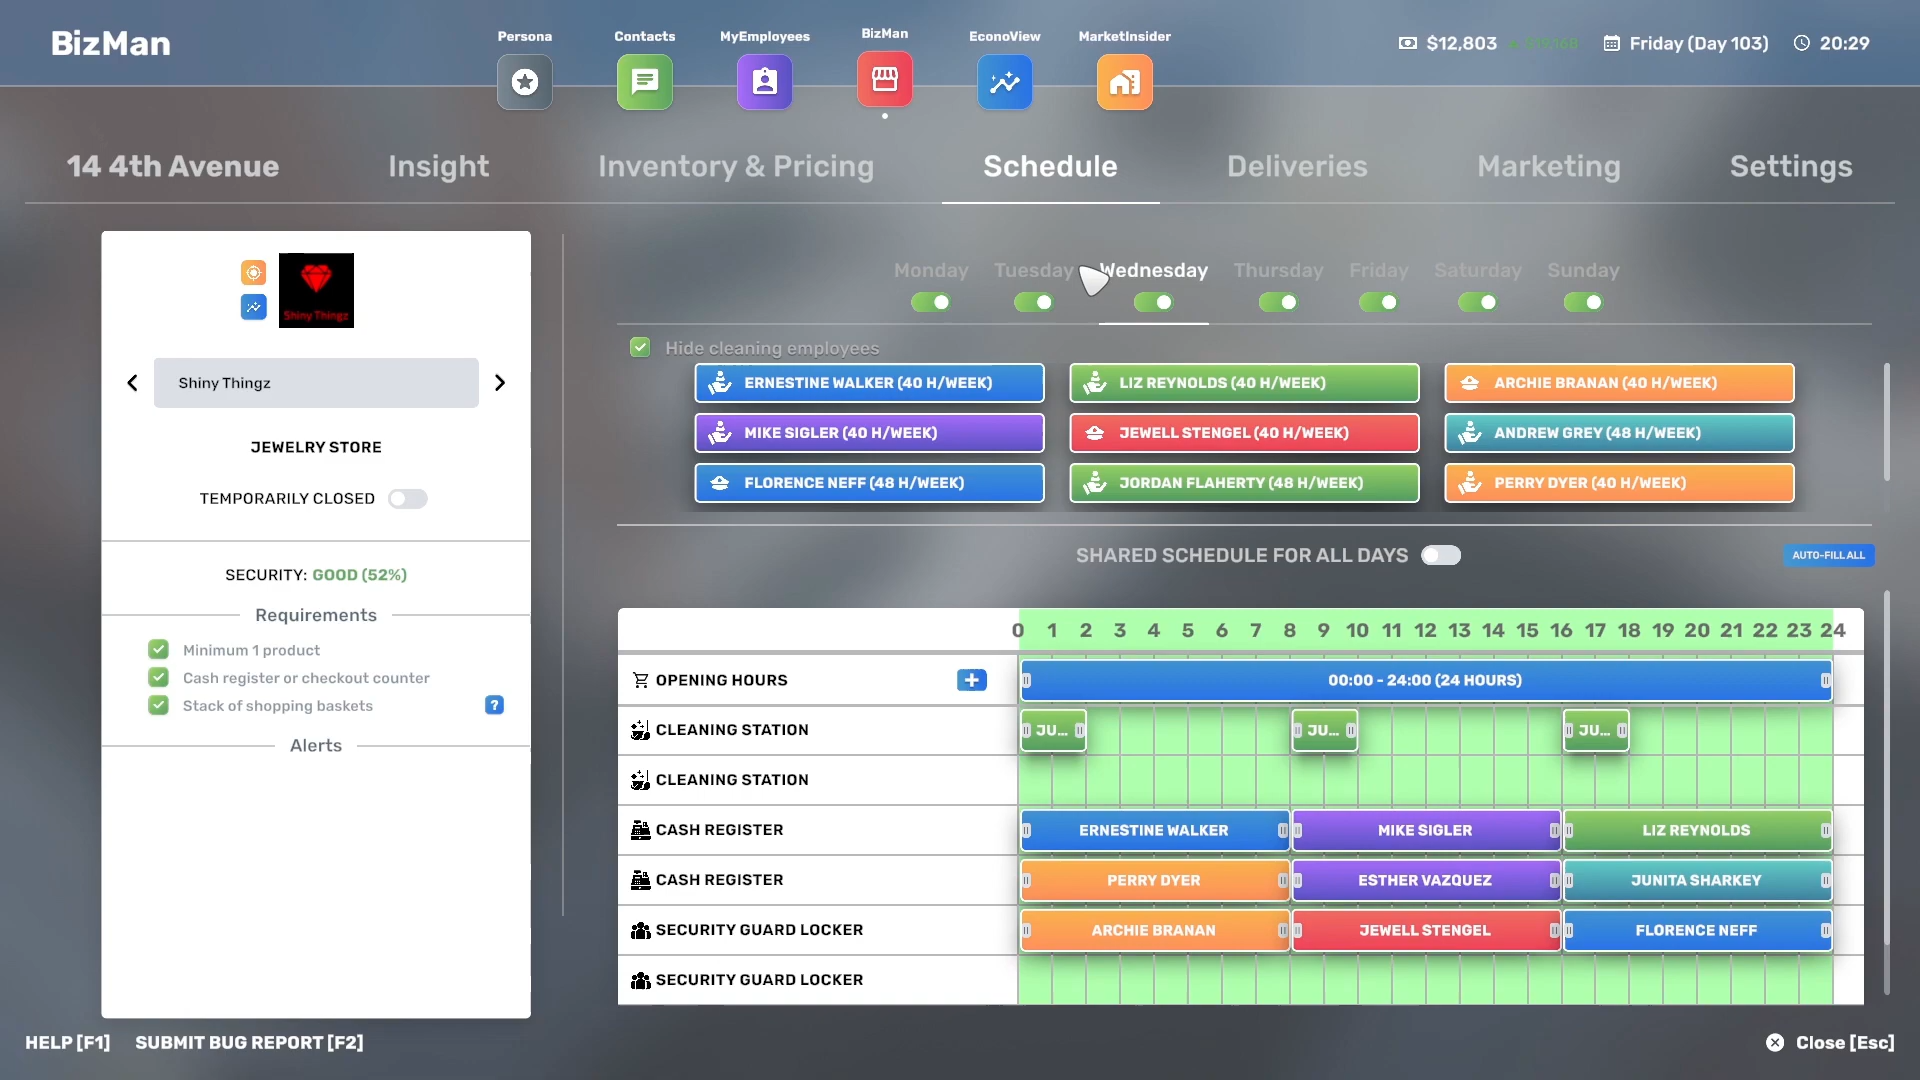 BizMan
Persona
Contacts
MyEmployees
BizMan
EconoView
MarketInsider
$12,803
Friday (Day 103)
20:29
14 4th Avenue
Insight
Inventory & Pricing
Schedule
Deliveries
Marketing
Settings
Shiny Thingz
Shiny Thingz
JEWELRY STORE
TEMPORARILY CLOSED
SECURITY: GOOD (52%)
Requirements
Minimum 1 product
Cash register or checkout counter
Stack of shopping baskets
?
Alerts
Monday
Tuesday
Wednesday
Thursday
Friday
Saturday
Sunday
Hide cleaning employees
ERNESTINE WALKER (40 H/WEEK)
LIZ REYNOLDS (40 H/WEEK)
ARCHIE BRANAN (40 H/WEEK)
MIKE SIGLER (40 H/WEEK)
JEWELL STENGEL (40 H/WEEK)
ANDREW GREY (48 H/WEEK)
FLORENCE NEFF (48 H/WEEK)
JORDAN FLAHERTY (48 H/WEEK)
PERRY DYER (40 H/WEEK)
SHARED SCHEDULE FOR ALL DAYS
AUTO-FILL ALL
0 1 2 3 4 5 6 7 8 9 10 11 12 13 14 15 16 17 18 19 20 21 22 23 24
OPENING HOURS
00:00 - 24:00 (24 HOURS)
CLEANING STATION
JU...
JU...
JU...
CLEANING STATION
CASH REGISTER
ERNESTINE WALKER
MIKE SIGLER
LIZ REYNOLDS
CASH REGISTER
PERRY DYER
ESTHER VAZQUEZ
JUNITA SHARKEY
SECURITY GUARD LOCKER
ARCHIE BRANAN
JEWELL STENGEL
FLORENCE NEFF
SECURITY GUARD LOCKER
HELP [F1]
SUBMIT BUG REPORT [F2]
Close [Esc]